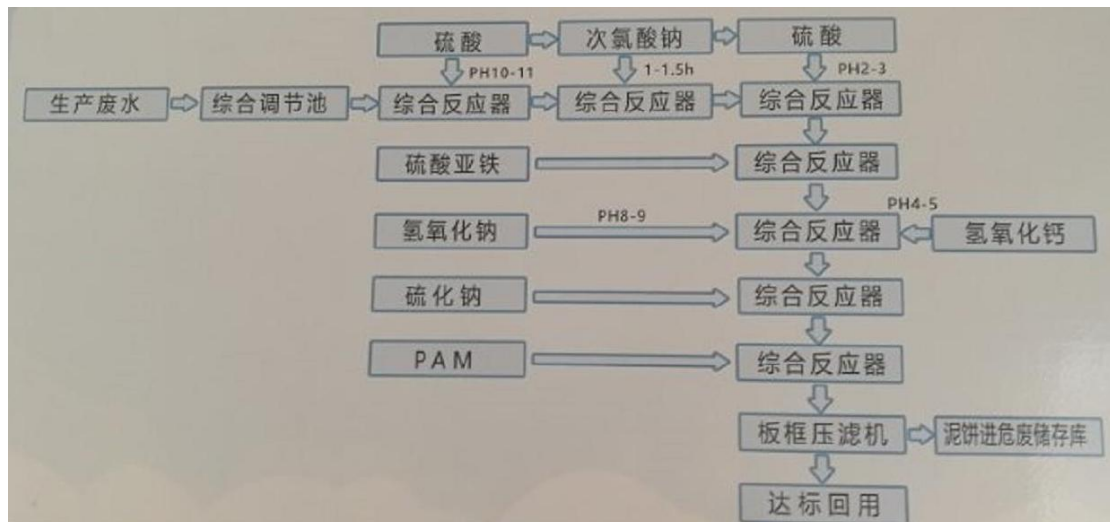 硫酸
次氯酸钠
硫酸
PH10-11
1-1.5h
PH2-3
生产废水
综合调节池
综合反应器
综合反应器
综合反应器
硫酸亚铁
综合反应器
PH4-5
氢氧化钠
PH8-9
综合反应器
氢氧化钙
硫化钠
综合反应器
PAM
综合反应器
板框压滤机
泥饼进危废储存库
达标回用